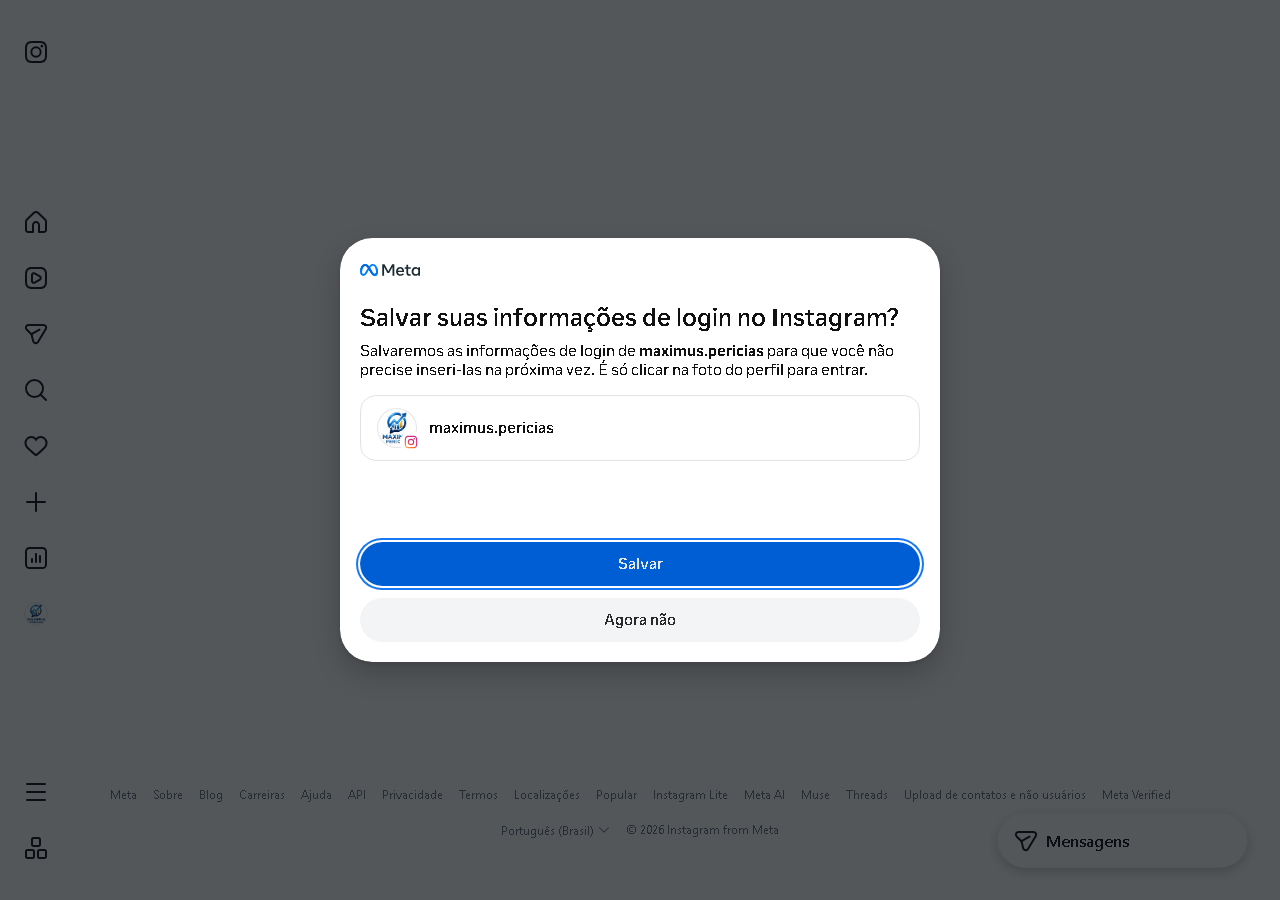 Meta
Salvar suas informações de login no Instagram?
Salvaremos as informações de login de maximus.pericias para que você não
precise inseri-las na próxima vez. É só clicar na foto do perfil para entrar.
maximus.pericias
Salvar
Agora não
Meta Sobre Blog Carreiras Ajuda API Privacidade Termos Localizações Popular Instagram Lite Meta AI Muse Threads Upload de contatos e não usuários Meta Verified
Português (Brasil) © 2026 Instagram from Meta
Mensagens